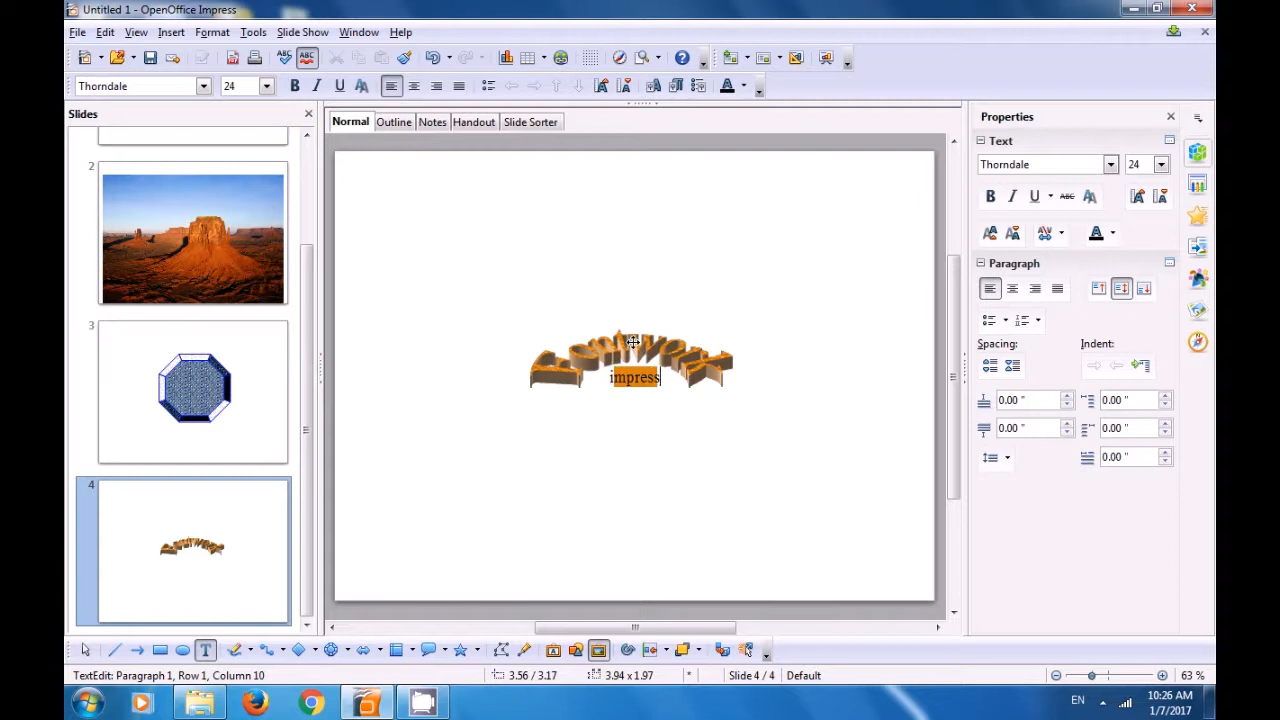 Untitled 1 - OpenOffice Impress
File Edit View Insert Format Tools Slide Show Window Help
Thorndale 24
Slides
Normal Outline Notes Handout Slide Sorter
2
3
4
Fontwork
impress
Properties
Text
Thorndale 24
Paragraph
Spacing: Indent:
0.00 " 0.00 "
0.00 " 0.00 "
0.00 "
TextEdit: Paragraph 1, Row 1, Column 10 3.56 / 3.17 3.94 x 1.97 * Slide 4 / 4 Default 63 %
EN 10:26 AM
1/7/2017